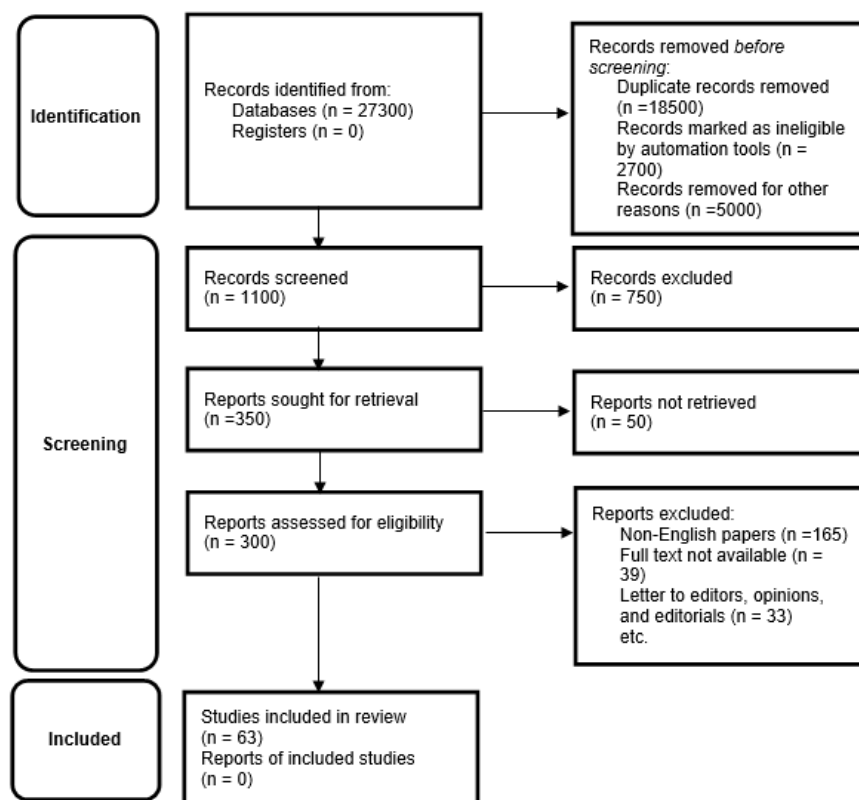 Identification
Records identified from:
Databases (n = 27300)
Registers (n = 0)
Records removed before
screening:
Duplicate records removed
(n =18500)
Records marked as ineligible
by automation tools (n =
2700)
Records removed for other
reasons (n =5000)
Screening
Records screened
(n = 1100)
Records excluded
(n = 750)
Reports sought for retrieval
(n =350)
Reports not retrieved
(n = 50)
Reports assessed for eligibility
(n = 300)
Reports excluded:
Non-English papers (n =165)
Full text not available (n =
39)
Letter to editors, opinions,
and editorials (n = 33)
etc.
Included
Studies included in review
(n = 63)
Reports of included studies
(n = 0)